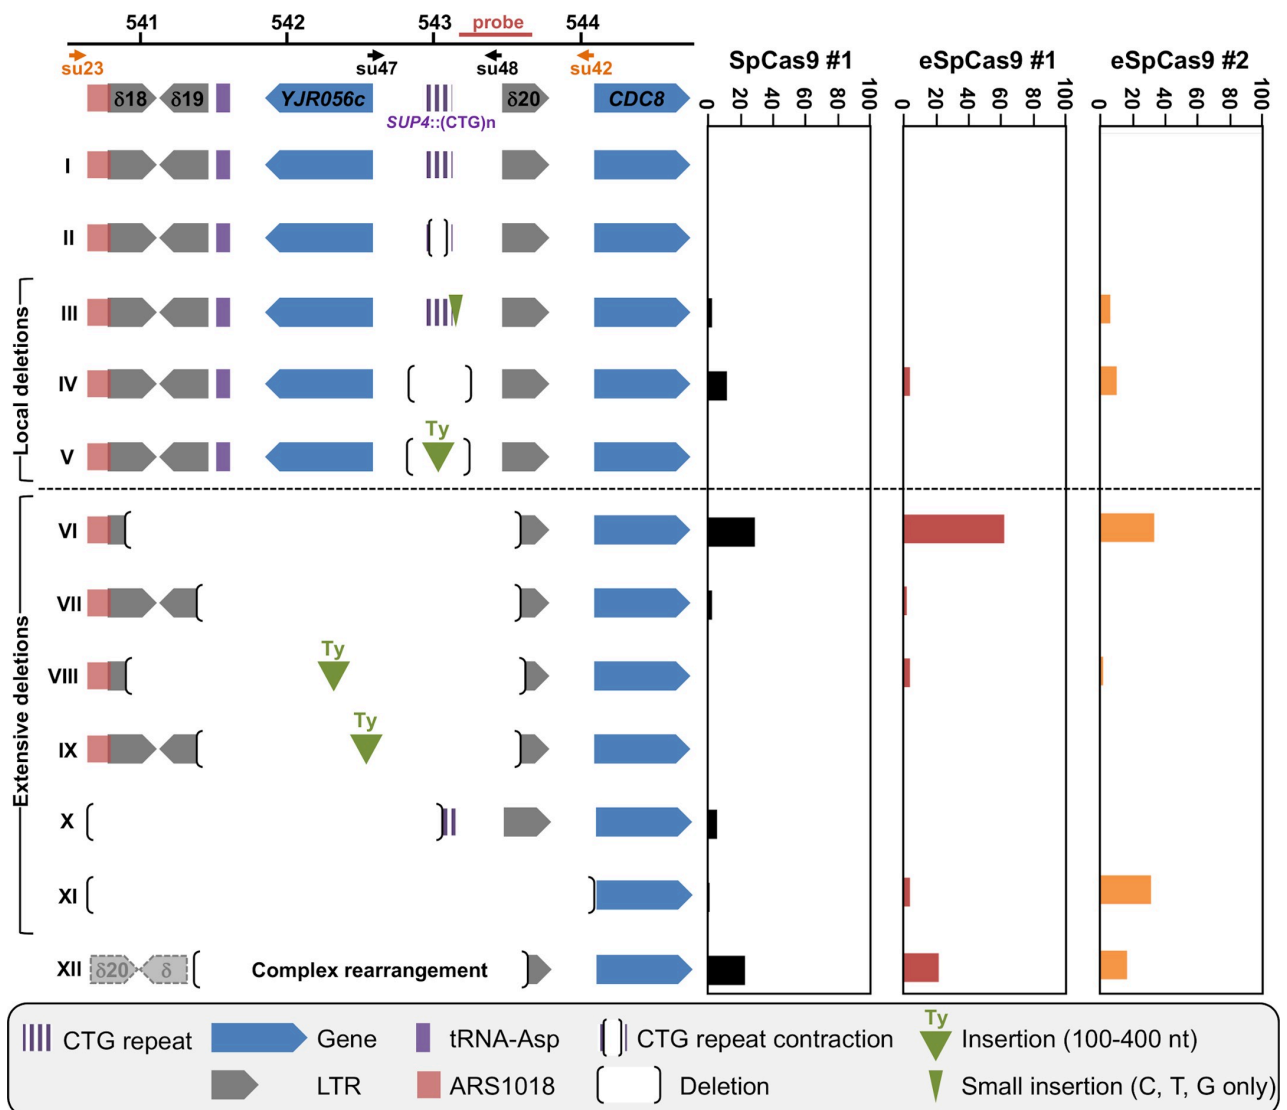 541 542 543 544
probe
su23 su47 su48 su42
SpCas9 #1 eSpCas9 #1 eSpCas9 #2
0 20 40 60 80 100 0 20 40 60 80 100 0 20 40 60 80 100
δ18 δ19 YJR056c δ20 CDC8
SUP4::(CTG)n
I
II
III
IV
Ty
V
Local deletions
VI
VII
Ty
VIII
Ty
IX
X
XI
Extensive deletions
XII δ20 δ Complex rearrangement
CTG repeat Gene tRNA-Asp CTG repeat contraction Ty Insertion (100-400 nt)
LTR ARS1018 Deletion Small insertion (C, T, G only)